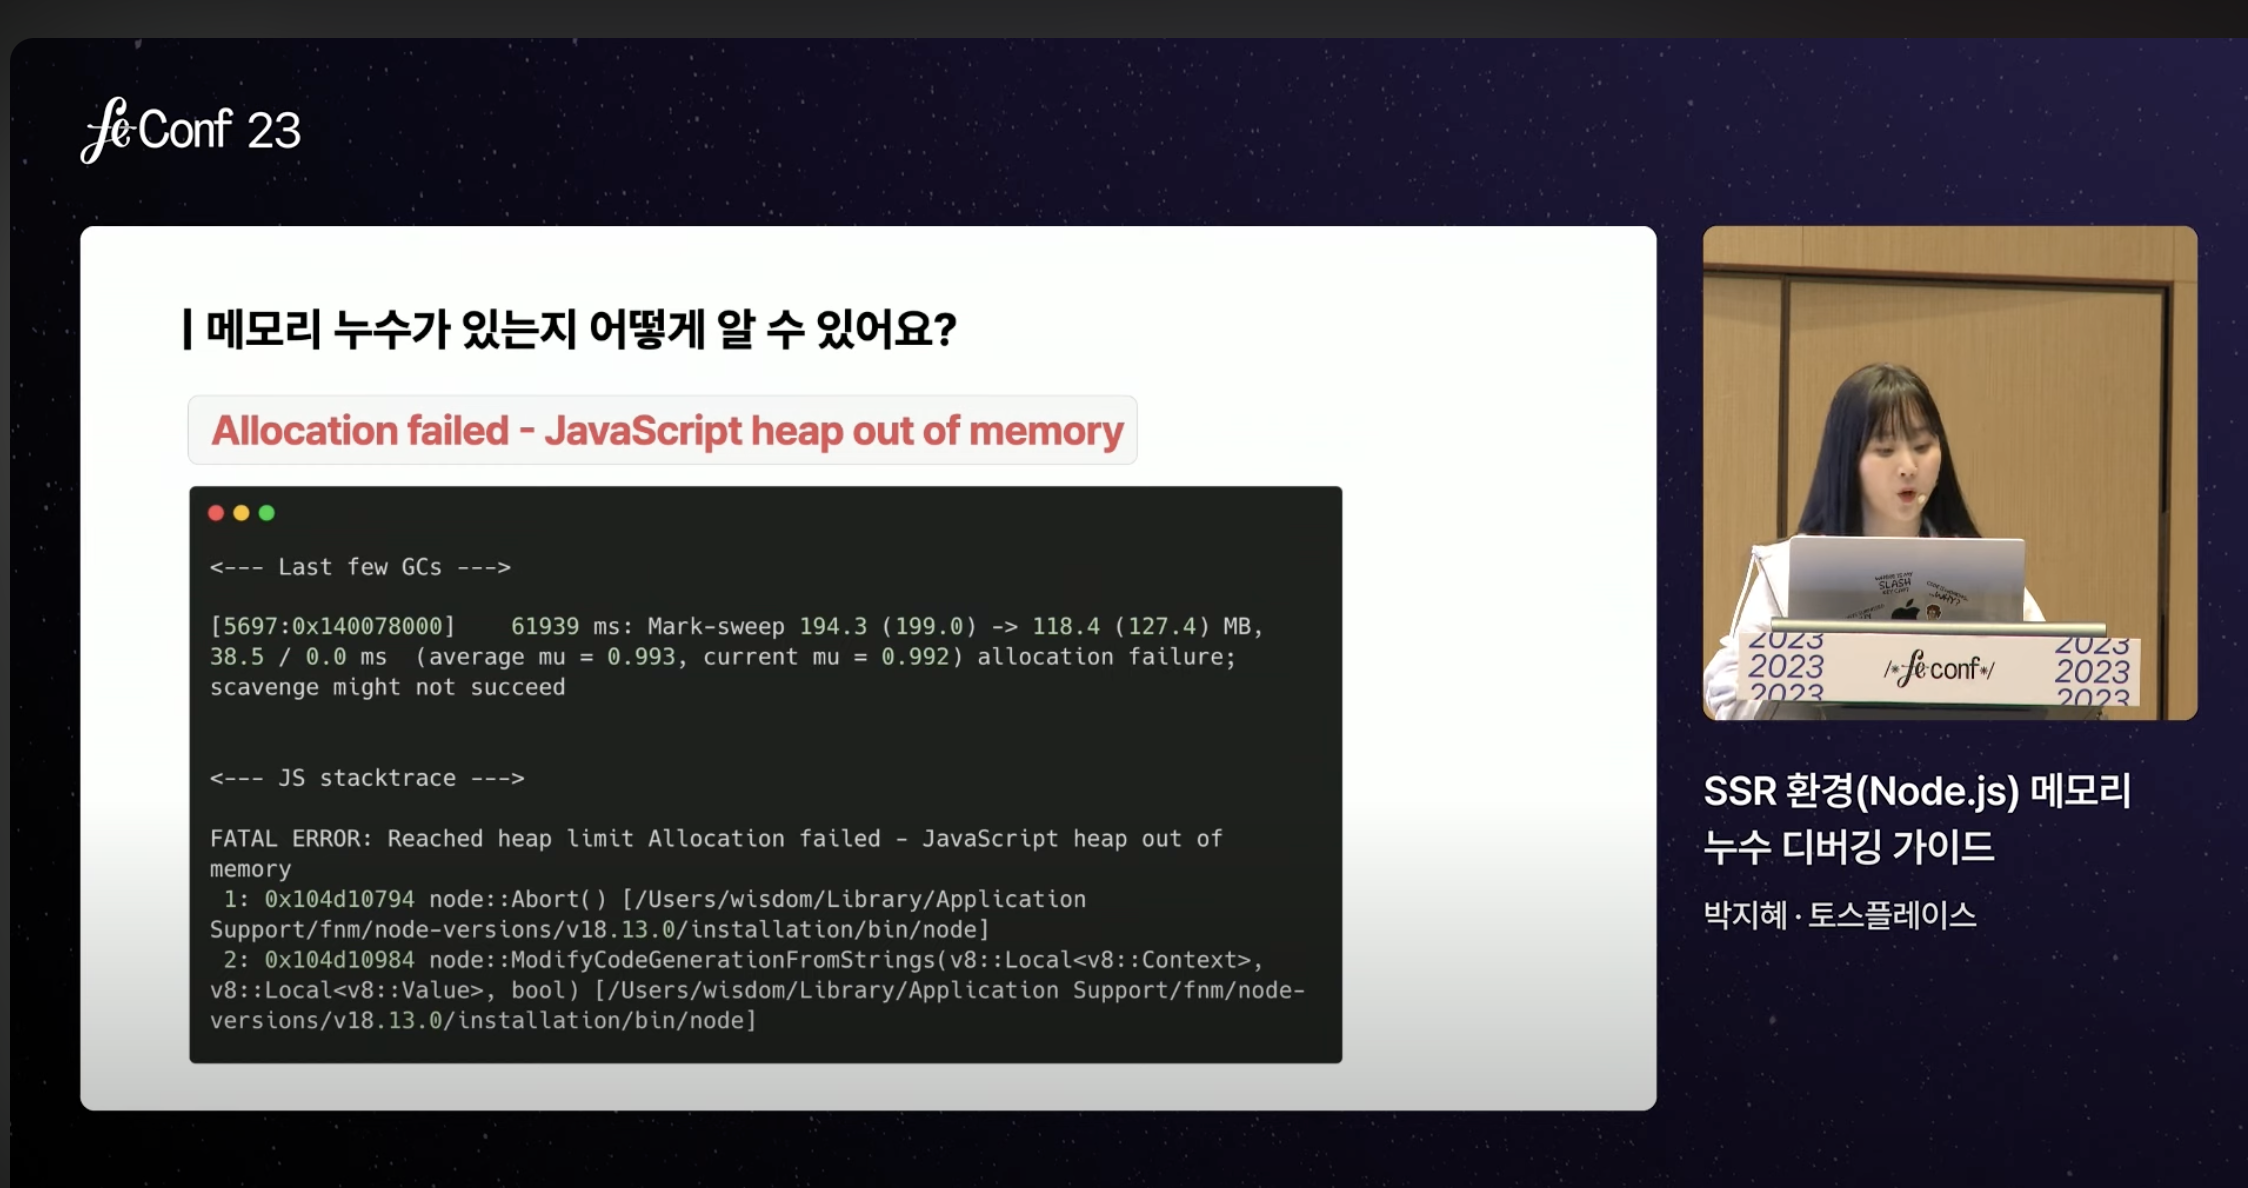 feConf 23
| 메모리 누수가 있는지 어떻게 알 수 있어요?
Allocation failed - JavaScript heap out of memory
<--- Last few GCs --->
[5697:0x140078000]    61939 ms: Mark-sweep 194.3 (199.0) -> 118.4 (127.4) MB,
38.5 / 0.0 ms  (average mu = 0.993, current mu = 0.992) allocation failure;
scavenge might not succeed
<--- JS stacktrace --->
FATAL ERROR: Reached heap limit Allocation failed - JavaScript heap out of
memory
 1: 0x104d10794 node::Abort() [/Users/wisdom/Library/Application
Support/fnm/node-versions/v18.13.0/installation/bin/node]
 2: 0x104d10984 node::ModifyCodeGenerationFromStrings(v8::Local<v8::Context>,
v8::Local<v8::Value>, bool) [/Users/wisdom/Library/Application Support/fnm/node-
versions/v18.13.0/installation/bin/node]
SLASH
2023
2023
2023
/*feconf*/
2023
2023
2023
SSR 환경(Node.js) 메모리
누수 디버깅 가이드
박지혜 · 토스플레이스